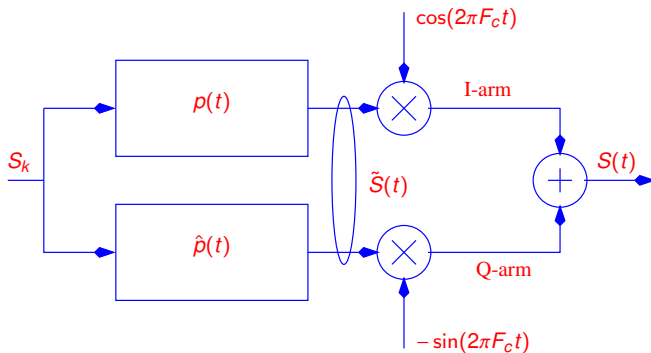 cos(2πF_c t)
p(t)
I-arm
S_k
S(t)
S̃(t)
p̂(t)
Q-arm
− sin(2πF_c t)